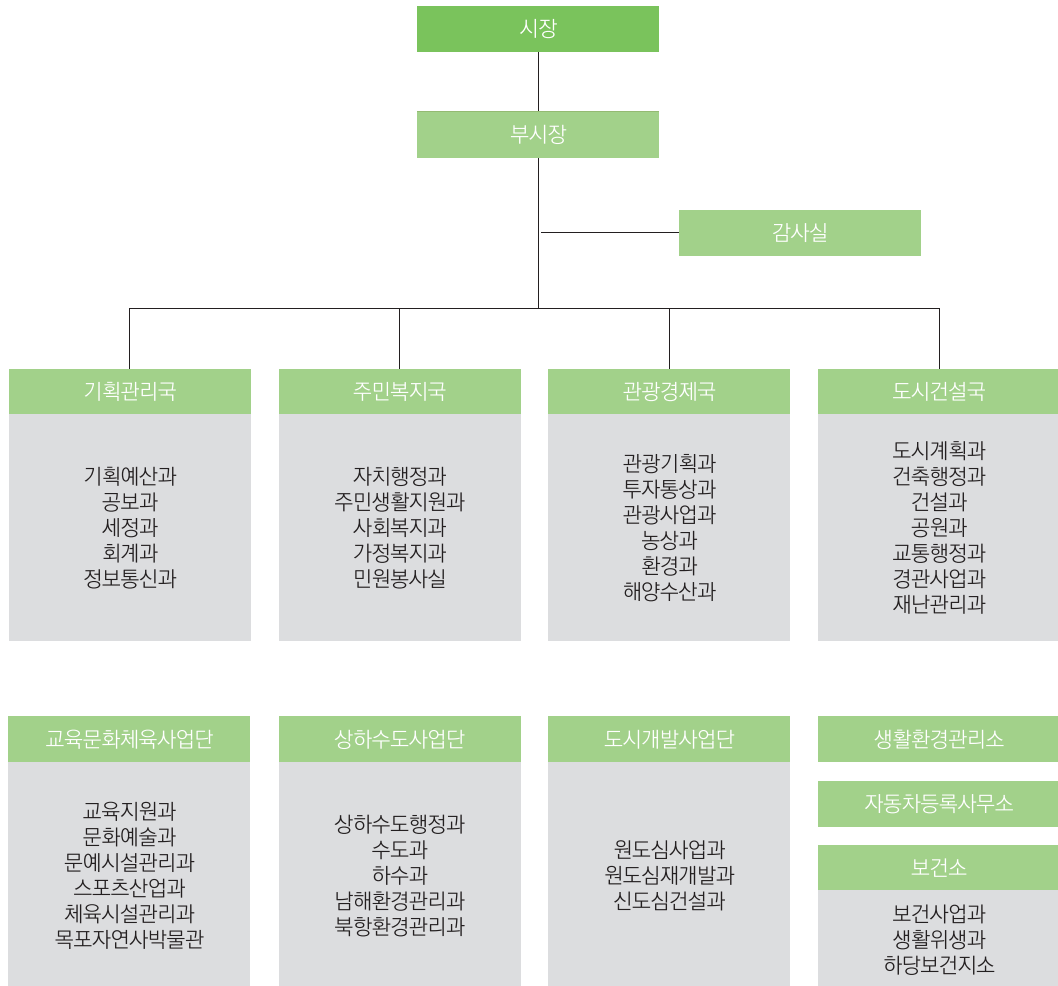 시장
부시장
감사실
기획관리국
기획예산과
공보과
세정과
회계과
정보통신과
주민복지국
자치행정과
주민생활지원과
사회복지과
가정복지과
민원봉사실
관광경제국
관광기획과
투자통상과
관광사업과
농상과
환경과
해양수산과
도시건설국
도시계획과
건축행정과
건설과
공원과
교통행정과
경관사업과
재난관리과
교육문화체육사업단
교육지원과
문화예술과
문예시설관리과
스포츠산업과
체육시설관리과
목포자연사박물관
상하수도사업단
상하수도행정과
수도과
하수과
남해환경관리과
북항환경관리과
도시개발사업단
원도심사업과
원도심재개발과
신도심건설과
생활환경관리소
자동차등록사무소
보건소
보건사업과
생활위생과
하당보건지소